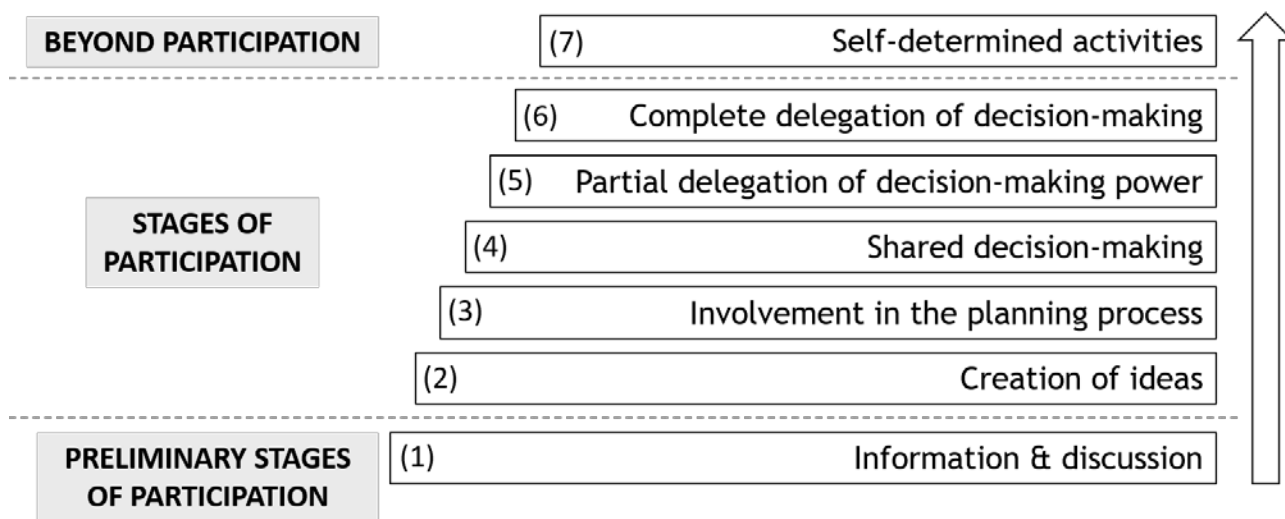 BEYOND PARTICIPATION
(7) Self-determined activities
(6) Complete delegation of decision-making
(5) Partial delegation of decision-making power
STAGES OF
PARTICIPATION
(4) Shared decision-making
(3) Involvement in the planning process
(2) Creation of ideas
PRELIMINARY STAGES
OF PARTICIPATION
(1) Information & discussion